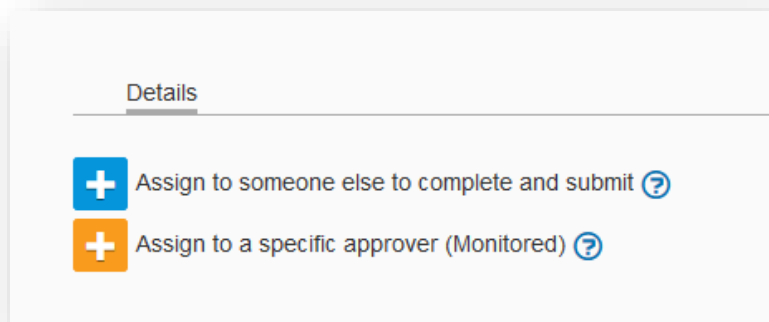 Details
Assign to someone else to complete and submit ?
Assign to a specific approver (Monitored) ?